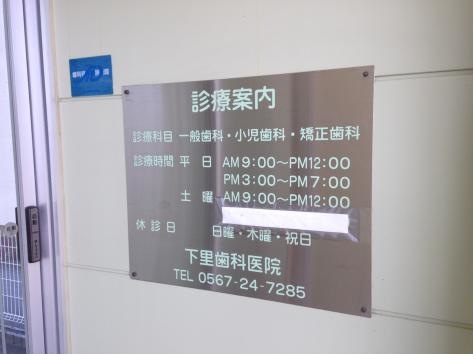 診療案内
診療科目 一般歯科・小児歯科・矯正歯科
診療時間 平 日 AM9:00〜PM12:00
PM3:00〜PM7:00
土 曜 AM9:00〜PM12:00
休 診 日 日曜・木曜・祝日
下里歯科医院
TEL 0567-24-7285